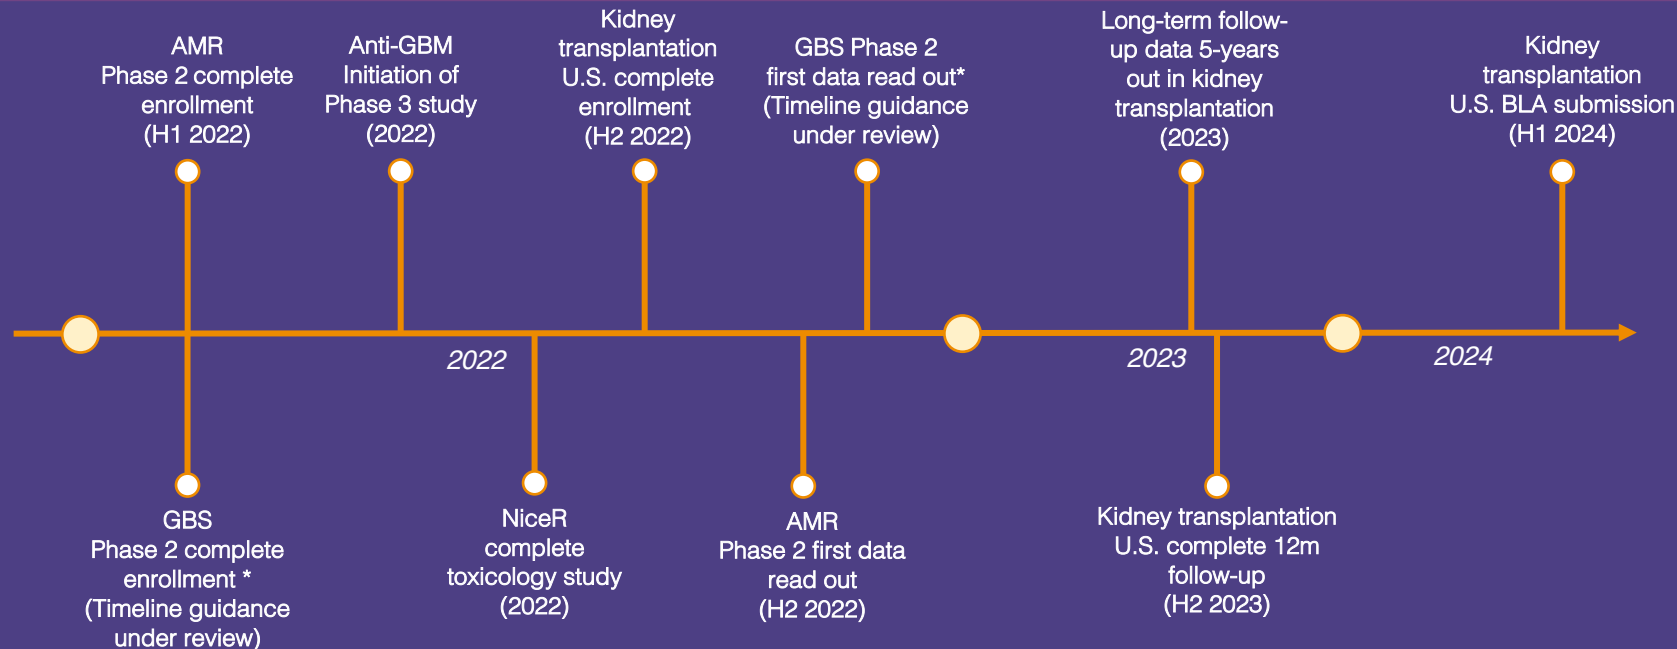 AMR
Phase 2 complete
enrollment
(H1 2022)
Anti-GBM
Initiation of
Phase 3 study
(2022)
Kidney
transplantation
U.S. complete
enrollment
(H2 2022)
GBS Phase 2
first data read out*
(Timeline guidance
under review)
Long-term follow-
up data 5-years
out in kidney
transplantation
(2023)
Kidney
transplantation
U.S. BLA submission
(H1 2024)
2022
2023
2024
GBS
Phase 2 complete
enrollment *
(Timeline guidance
under review)
NiceR
complete
toxicology study
(2022)
AMR
Phase 2 first data
read out
(H2 2022)
Kidney transplantation
U.S. complete 12m
follow-up
(H2 2023)